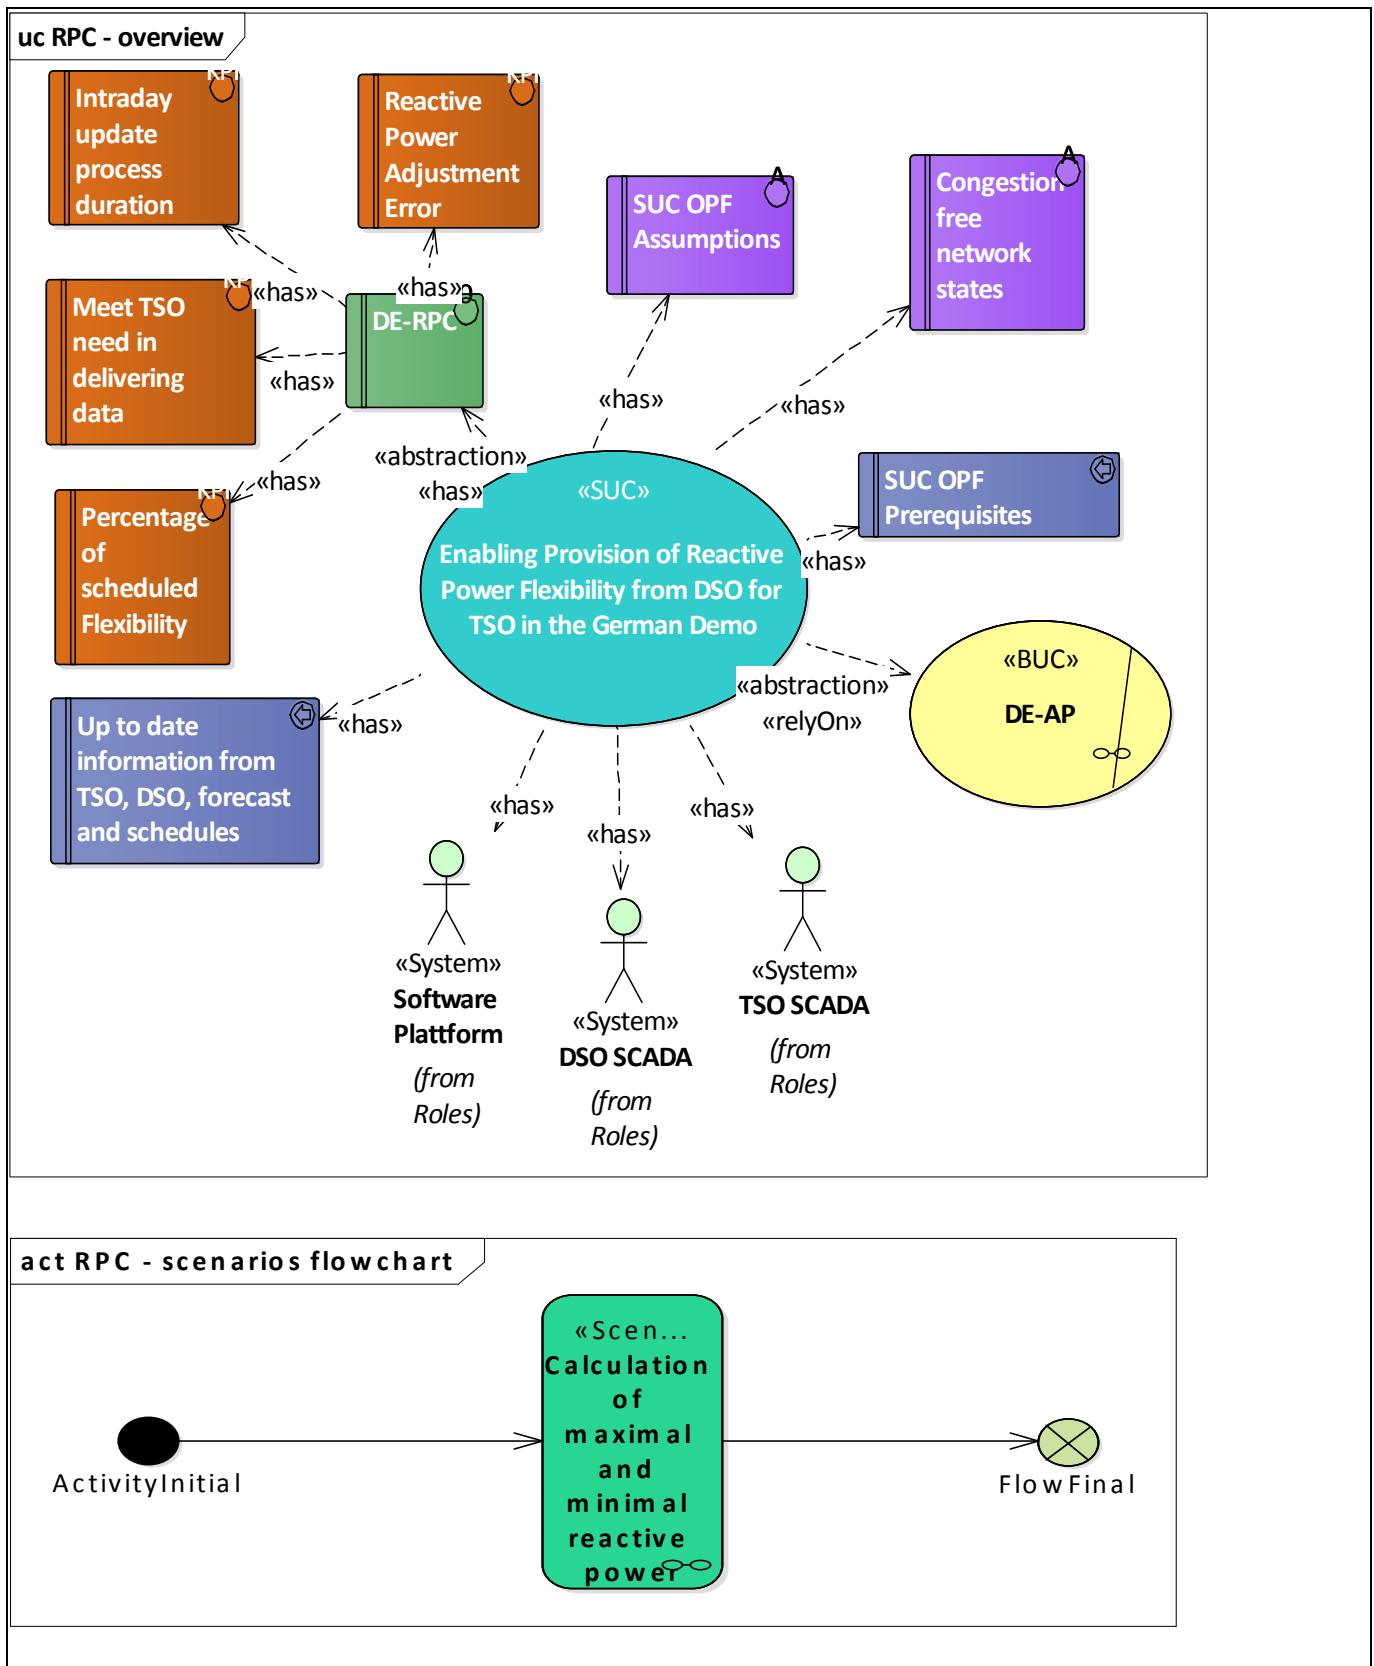 uc RPC - overview
KPI
Intraday
update
process
duration
KPI
Reactive
Power
Adjustment
Error
A
SUC OPF
Assumptions
A
Congestion
free
network
states
«has»
«has»
KPI
Meet TSO
need in
delivering
data
DE-RPC
«has»
«has»
«has»
«abstraction»
«has»
«has»
KPI
Percentage
of
scheduled
Flexibility
«SUC»
Enabling Provision of Reactive
Power Flexibility from DSO for
TSO in the German Demo
SUC OPF
Prerequisites
«has»
«BUC»
DE-AP
«abstraction»
«relyOn»
Up to date
information from
TSO, DSO, forecast
and schedules
«has»
«has»
«has»
«has»
«System»
Software
Plattform
(from
Roles)
«System»
DSO SCADA
(from
Roles)
«System»
TSO SCADA
(from
Roles)
act RPC - scenarios flowchart
«Scen...
Calculation
of
maximal
and
minimal
reactive
power
ActivityInitial
FlowFinal